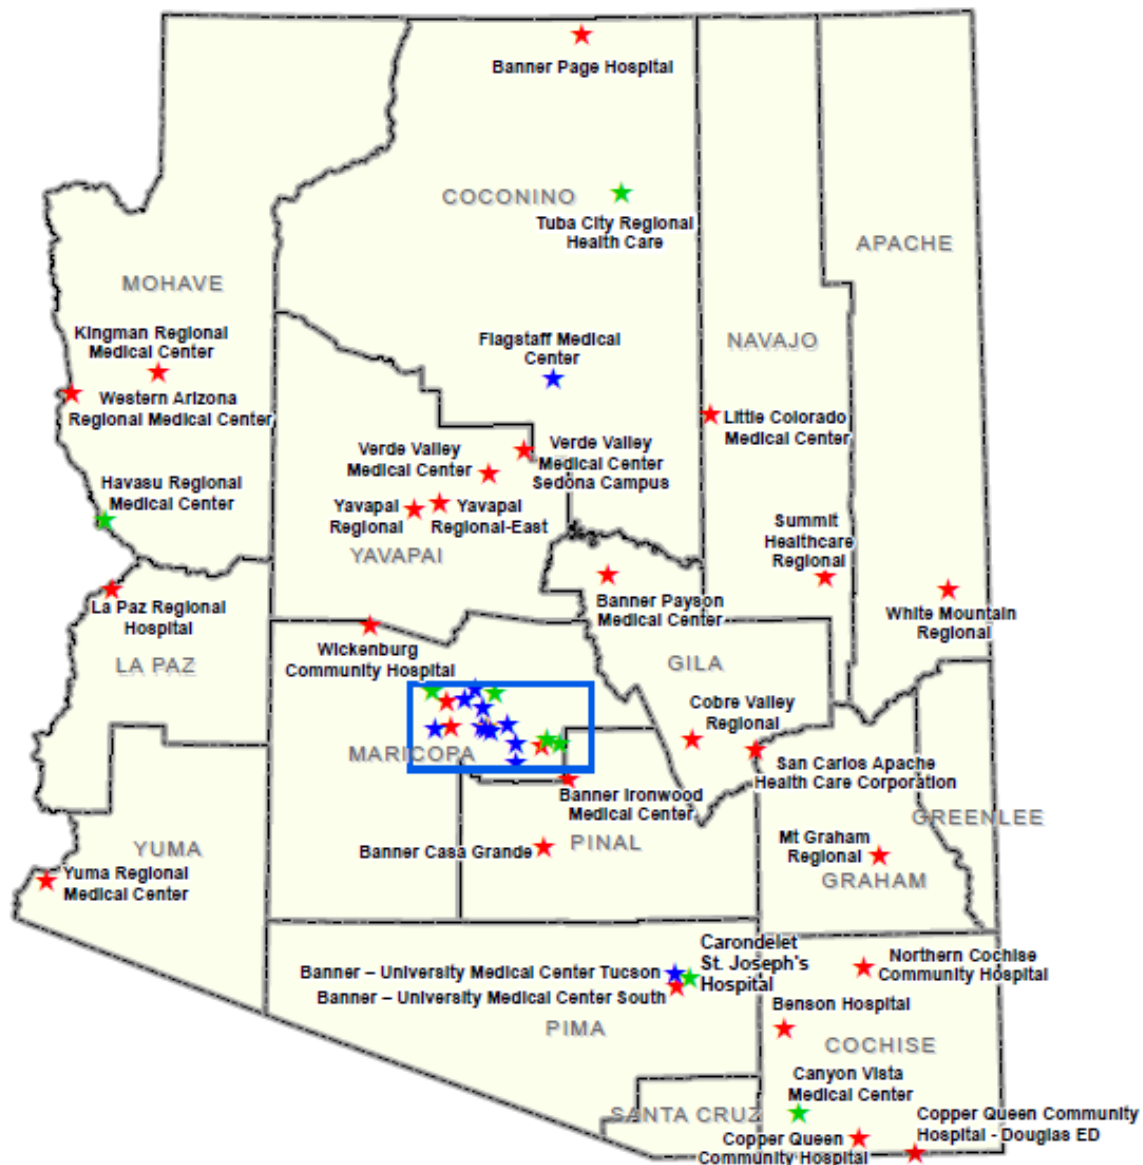 Banner Page Hospital
COCONINO
Tuba City Regional
Health Care
APACHE
MOHAVE
Kingman Regional
Medical Center
Flagstaff Medical
Center
NAVAJO
Western Arizona
Regional Medical Center
Little Colorado
Medical Center
Verde Valley
Medical Center
Verde Valley
Medical Center
Sedona Campus
Havasu Regional
Medical Center
Yavapai
Regional
Yavapai
Regional-East
YAVAPAI
Summit
Healthcare
Regional
La Paz Regional
Hospital
Banner Payson
Medical Center
White Mountain
Regional
LA PAZ
Wickenburg
Community Hospital
GILA
Cobre Valley
Regional
MARICOPA
San Carlos Apache
Health Care Corporation
Banner Ironwood
Medical Center
GREENLEE
YUMA
Banner Casa Grande
PINAL
Mt Graham
Regional
GRAHAM
Yuma Regional
Medical Center
Carondelet
St. Joseph's
Hospital
Banner – University Medical Center Tucson
Banner – University Medical Center South
Northern Cochise
Community Hospital
Benson Hospital
PIMA
COCHISE
Canyon Vista
Medical Center
SANTA CRUZ
Copper Queen Community
Hospital - Douglas ED
Copper Queen
Community Hospital